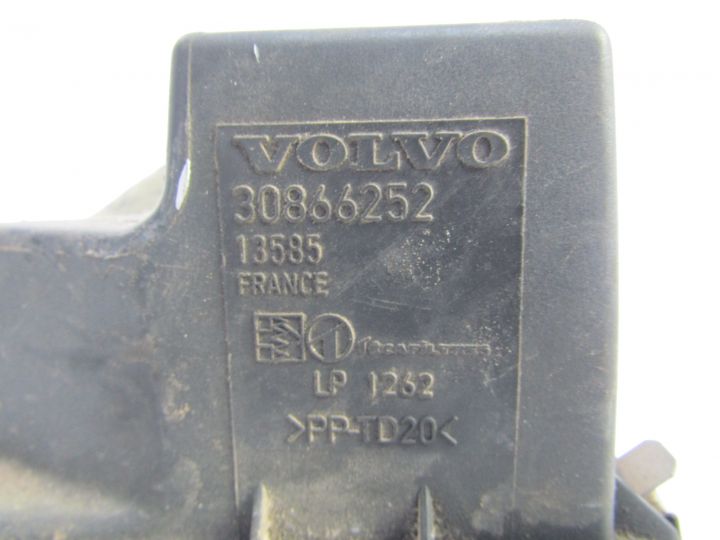 VOLVO
30866252
13585
FRANCE
LP 1262
>PP-TD20<